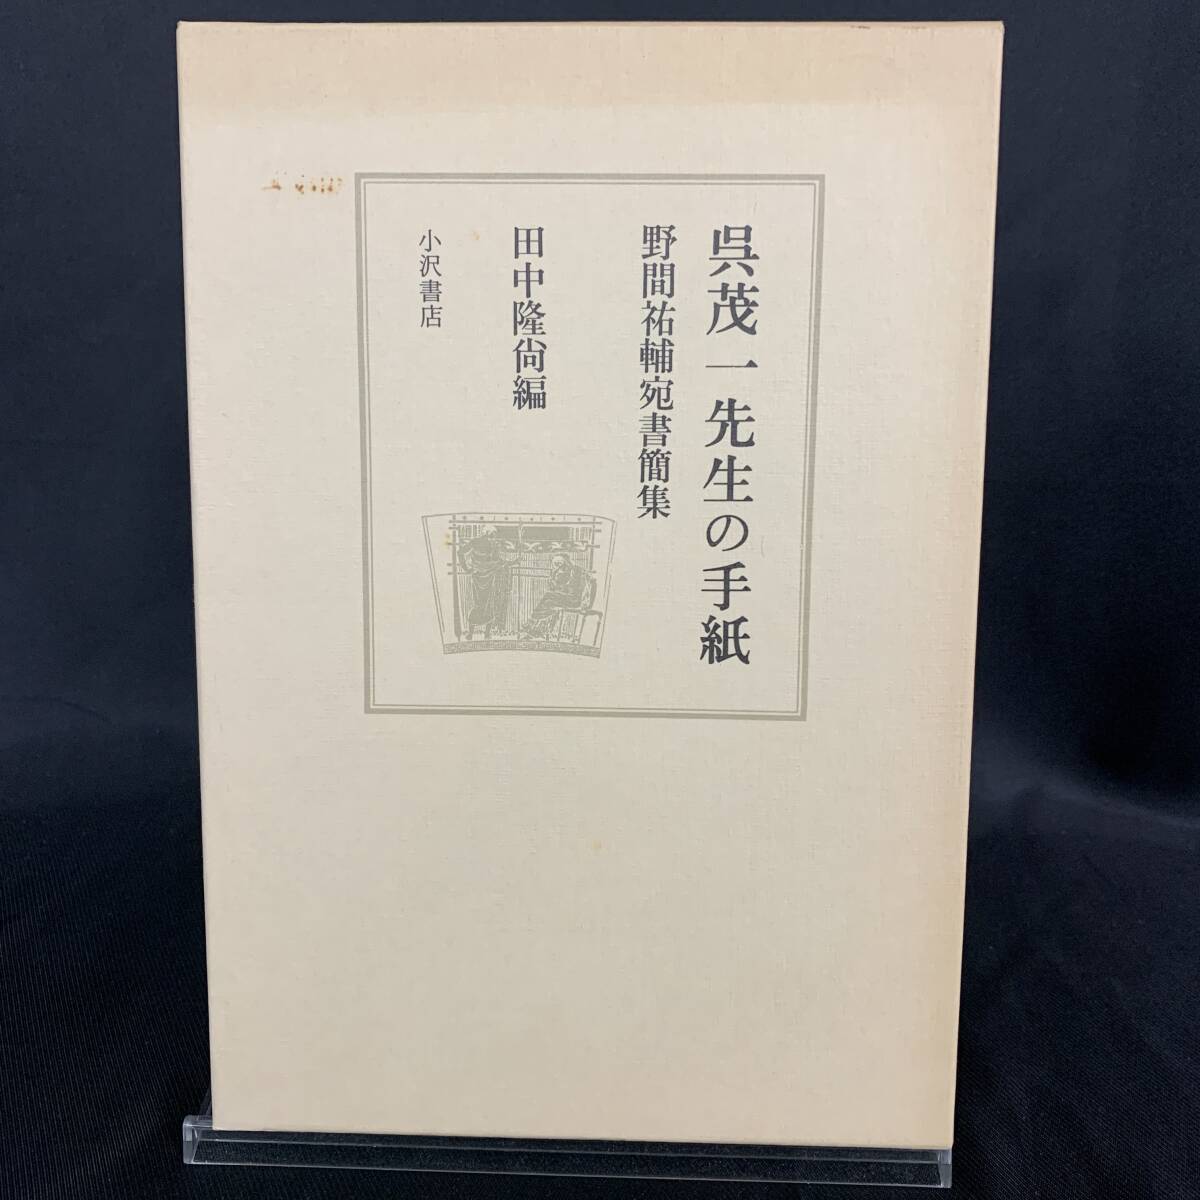 呉茂一先生の手紙
野間祐輔宛書簡集
田中隆尙編
小沢書店